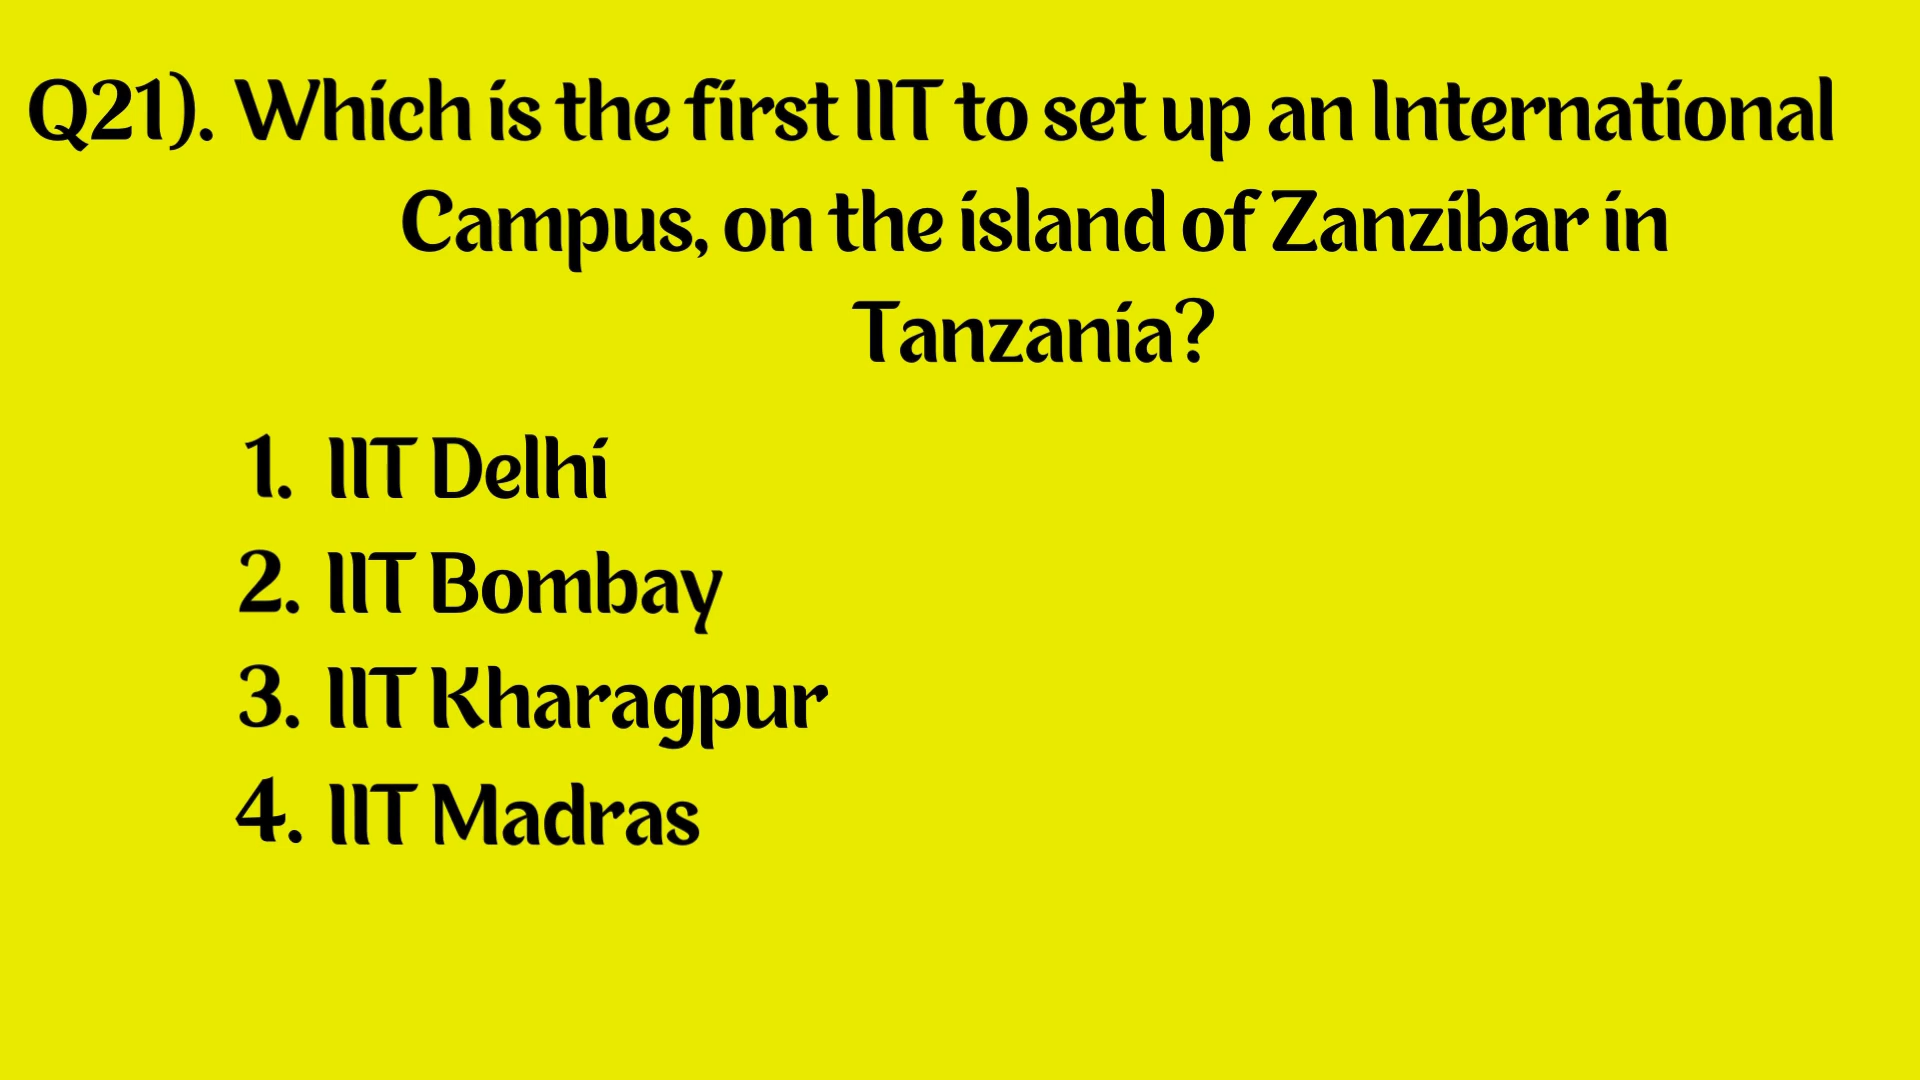 Q21). Which is the first IIT to set up an International
Campus, on the island of Zanzibar in
Tanzania?
1. IIT Delhi
2. IIT Bombay
3. IIT Kharagpur
4. IIT Madras